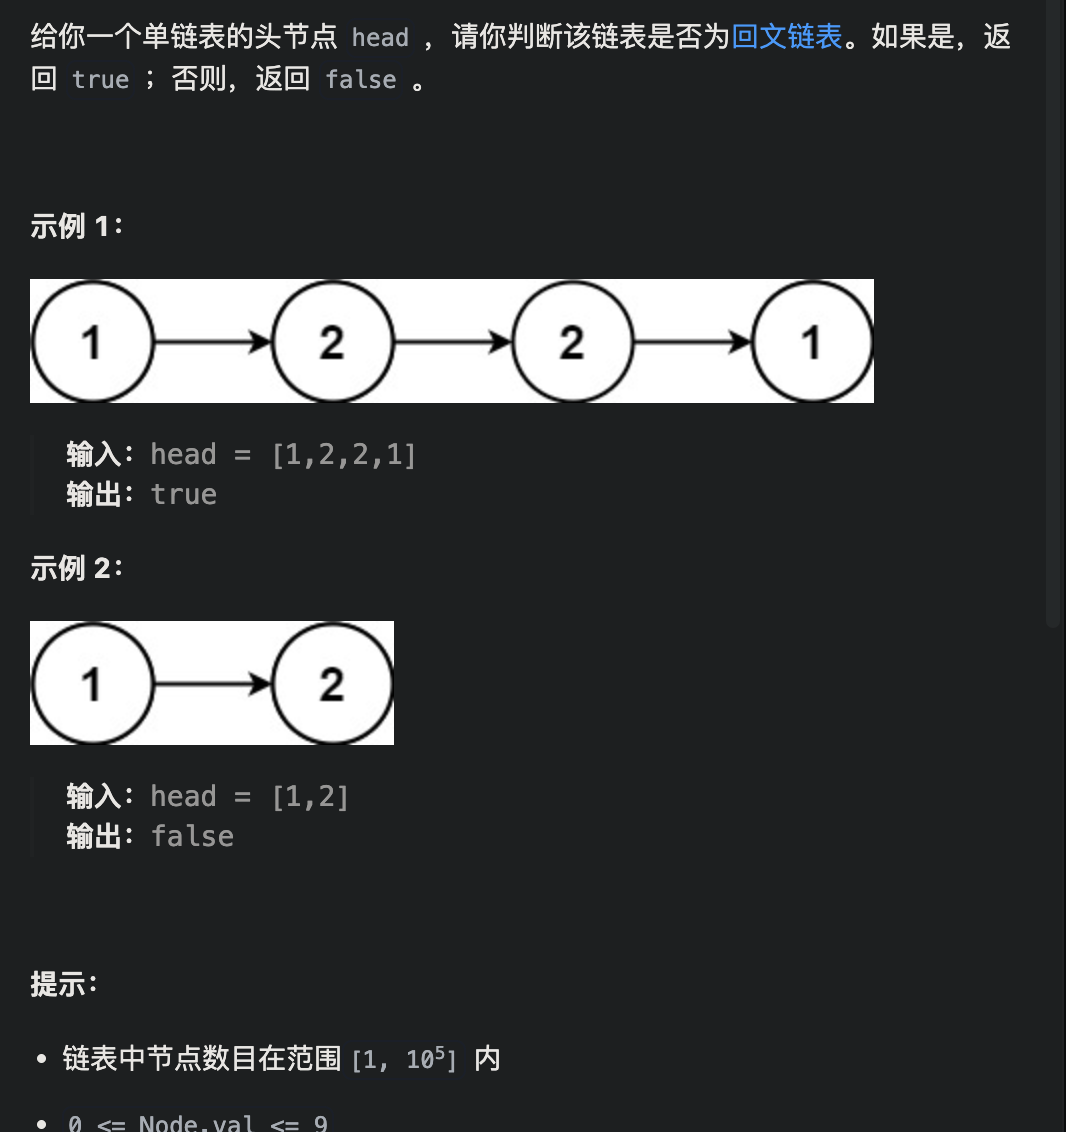 给你一个单链表的头节点 head ，请你判断该链表是否为回文链表。如果是，返
回 true ；否则，返回 false 。
示例 1：
1 2 2 1
输入：head = [1,2,2,1]
输出：true
示例 2：
1 2
输入：head = [1,2]
输出：false
提示：
• 链表中节点数目在范围 [1, 10⁵] 内
• 0 <= Node.val <= 9